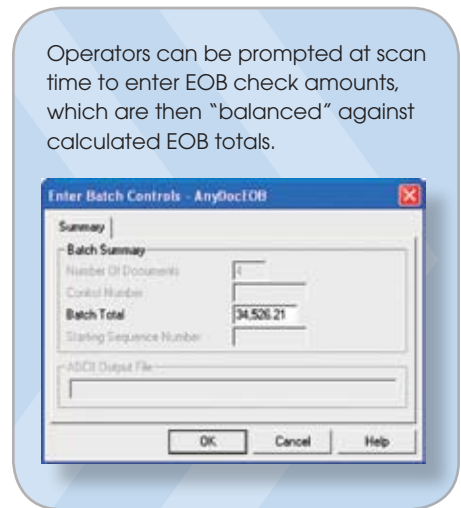 Operators can be prompted at scan
time to enter EOB check amounts,
which are then “balanced” against
calculated EOB totals.
Enter Batch Controls - AnyDocEOB
Summary
Batch Summary
Number Of Documents 4
Control Number
Batch Total 34,526.21
Starting Sequence Number
ASCII Output File
OK Cancel Help